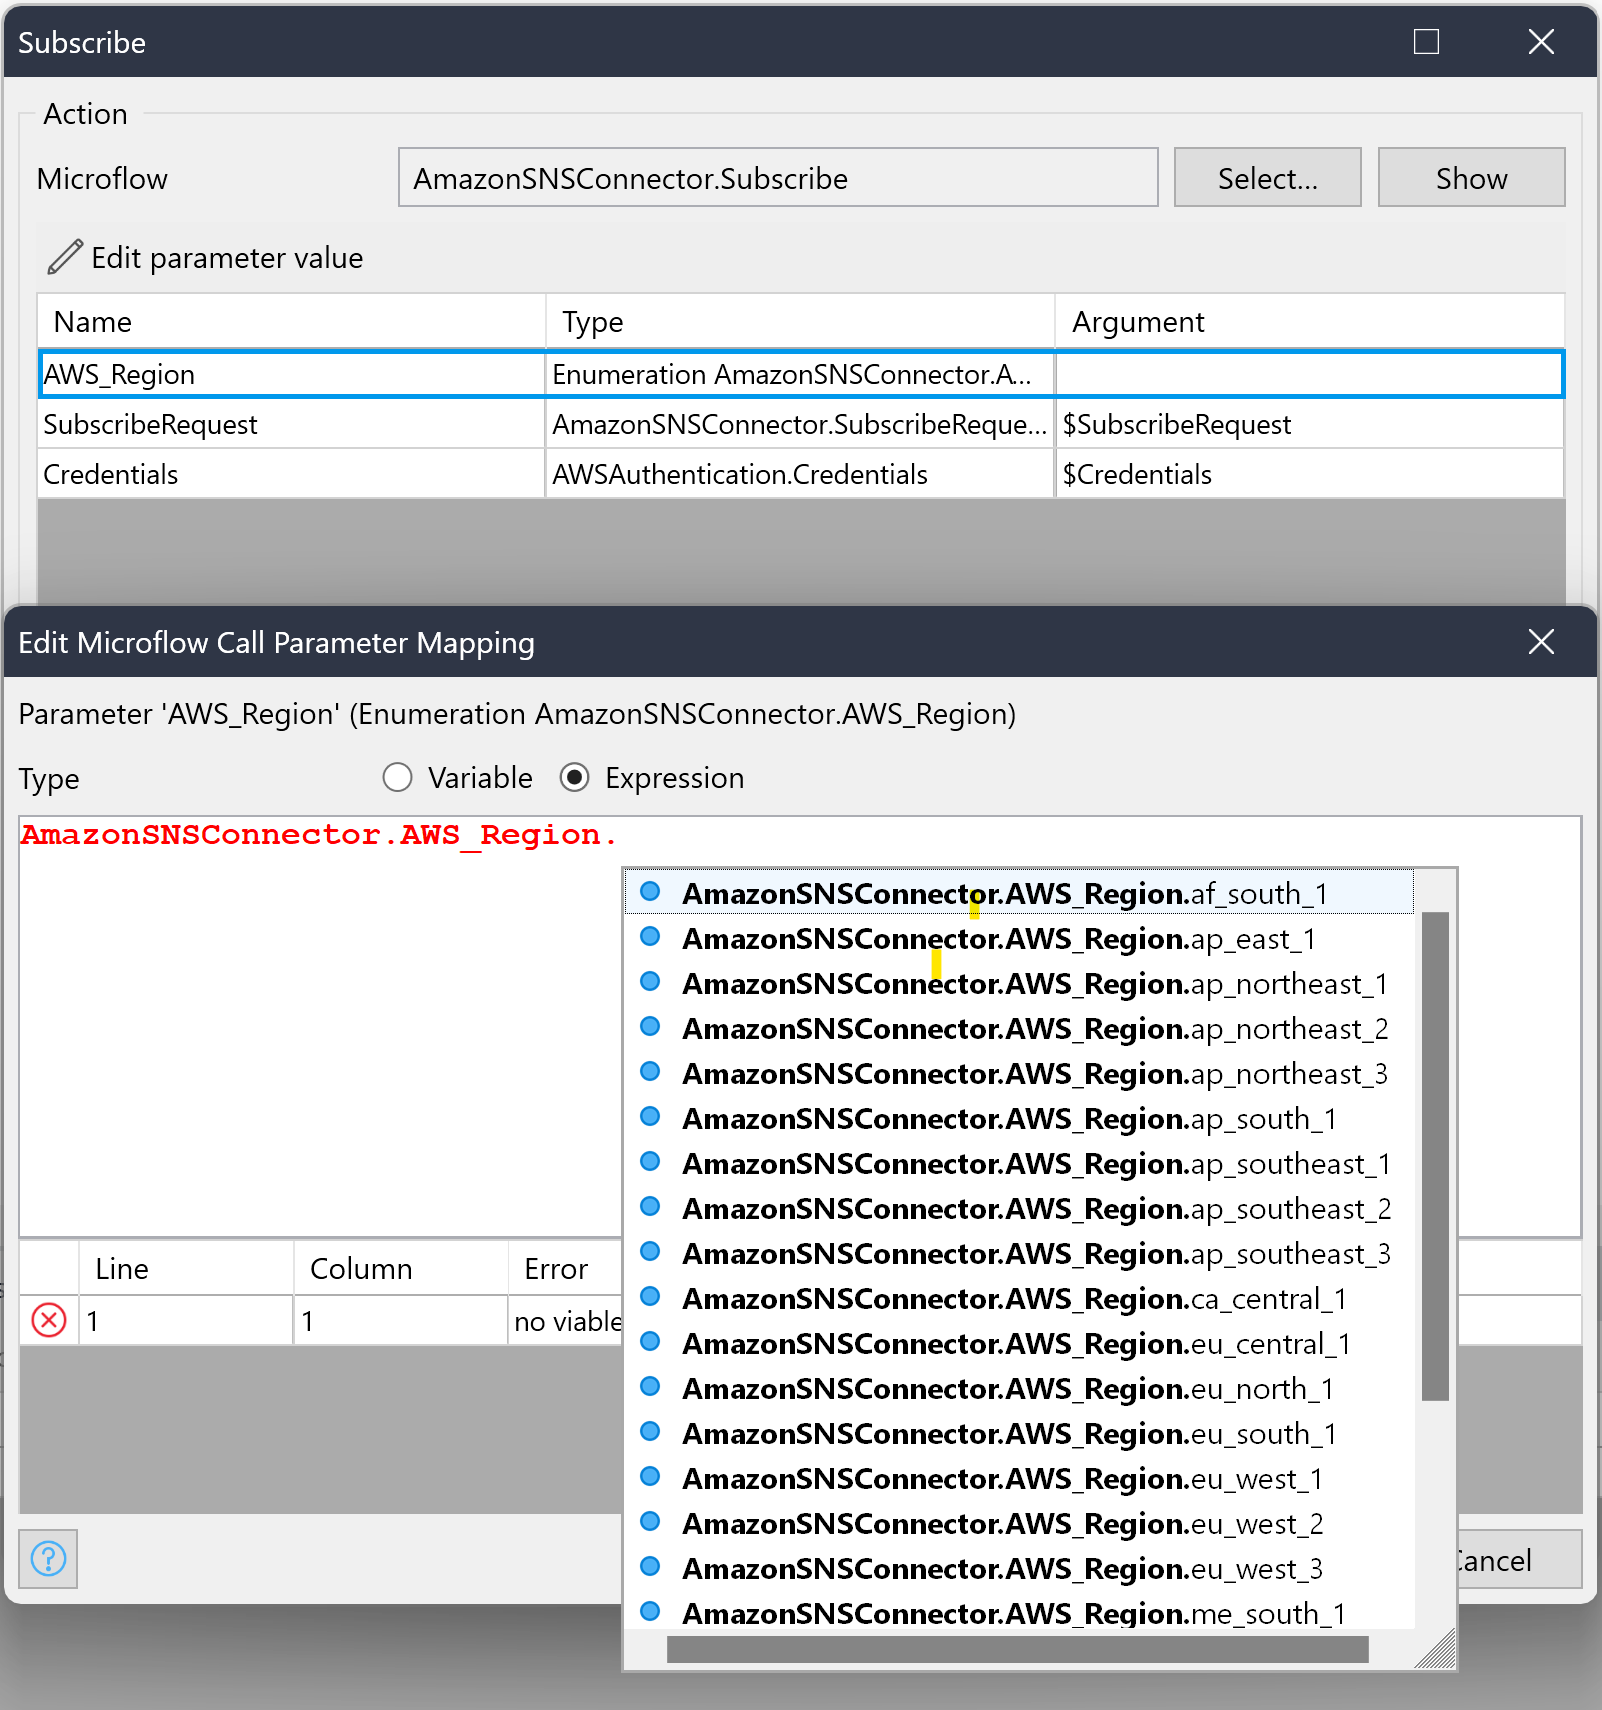 Subscribe
Action
Microflow AmazonSNSConnector.Subscribe Select... Show
Edit parameter value
Name Type Argument
AWS_Region Enumeration AmazonSNSConnector.A...
SubscribeRequest AmazonSNSConnector.SubscribeReque... $SubscribeRequest
Credentials AWSAuthentication.Credentials $Credentials
Edit Microflow Call Parameter Mapping
Parameter 'AWS_Region' (Enumeration AmazonSNSConnector.AWS_Region)
Type Variable Expression
AmazonSNSConnector.AWS_Region.
AmazonSNSConnector.AWS_Region.af_south_1
AmazonSNSConnector.AWS_Region.ap_east_1
AmazonSNSConnector.AWS_Region.ap_northeast_1
AmazonSNSConnector.AWS_Region.ap_northeast_2
AmazonSNSConnector.AWS_Region.ap_northeast_3
AmazonSNSConnector.AWS_Region.ap_south_1
AmazonSNSConnector.AWS_Region.ap_southeast_1
AmazonSNSConnector.AWS_Region.ap_southeast_2
AmazonSNSConnector.AWS_Region.ap_southeast_3
AmazonSNSConnector.AWS_Region.ca_central_1
AmazonSNSConnector.AWS_Region.eu_central_1
AmazonSNSConnector.AWS_Region.eu_north_1
AmazonSNSConnector.AWS_Region.eu_south_1
AmazonSNSConnector.AWS_Region.eu_west_1
AmazonSNSConnector.AWS_Region.eu_west_2
AmazonSNSConnector.AWS_Region.eu_west_3
AmazonSNSConnector.AWS_Region.me_south_1
Line Column Error
1 1 no viable
Cancel